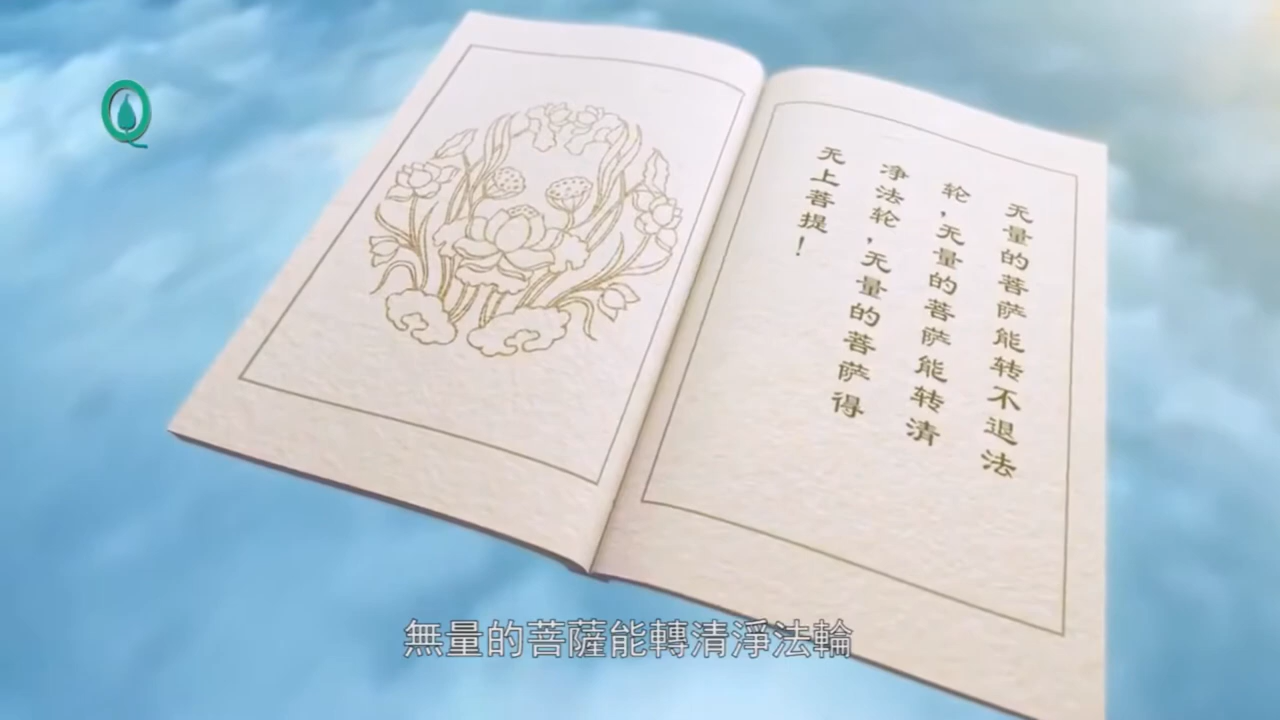 无量的菩萨能转不退法
轮，无量的菩萨能转清
净法轮，无量的菩萨得
无上菩提！
無量的菩薩能轉清淨法輪